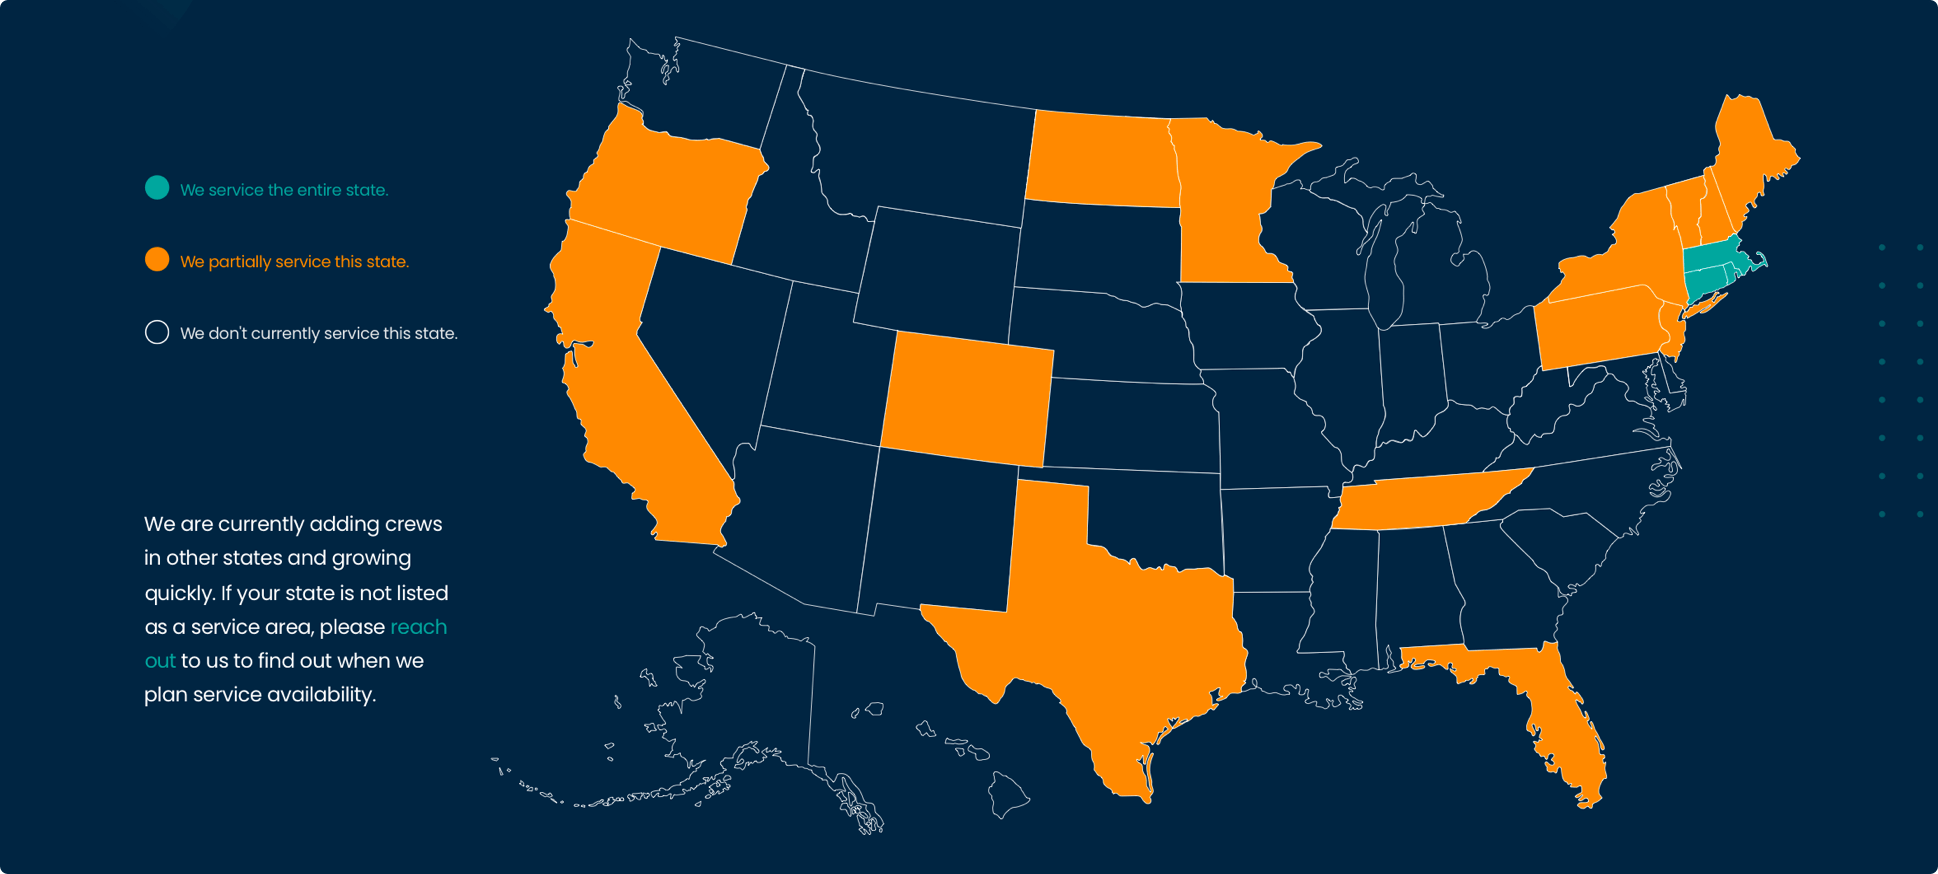 We service the entire state.
We partially service this state.
We don't currently service this state.
We are currently adding crews
in other states and growing
quickly. If your state is not listed
as a service area, please reach
out to us to find out when we
plan service availability.